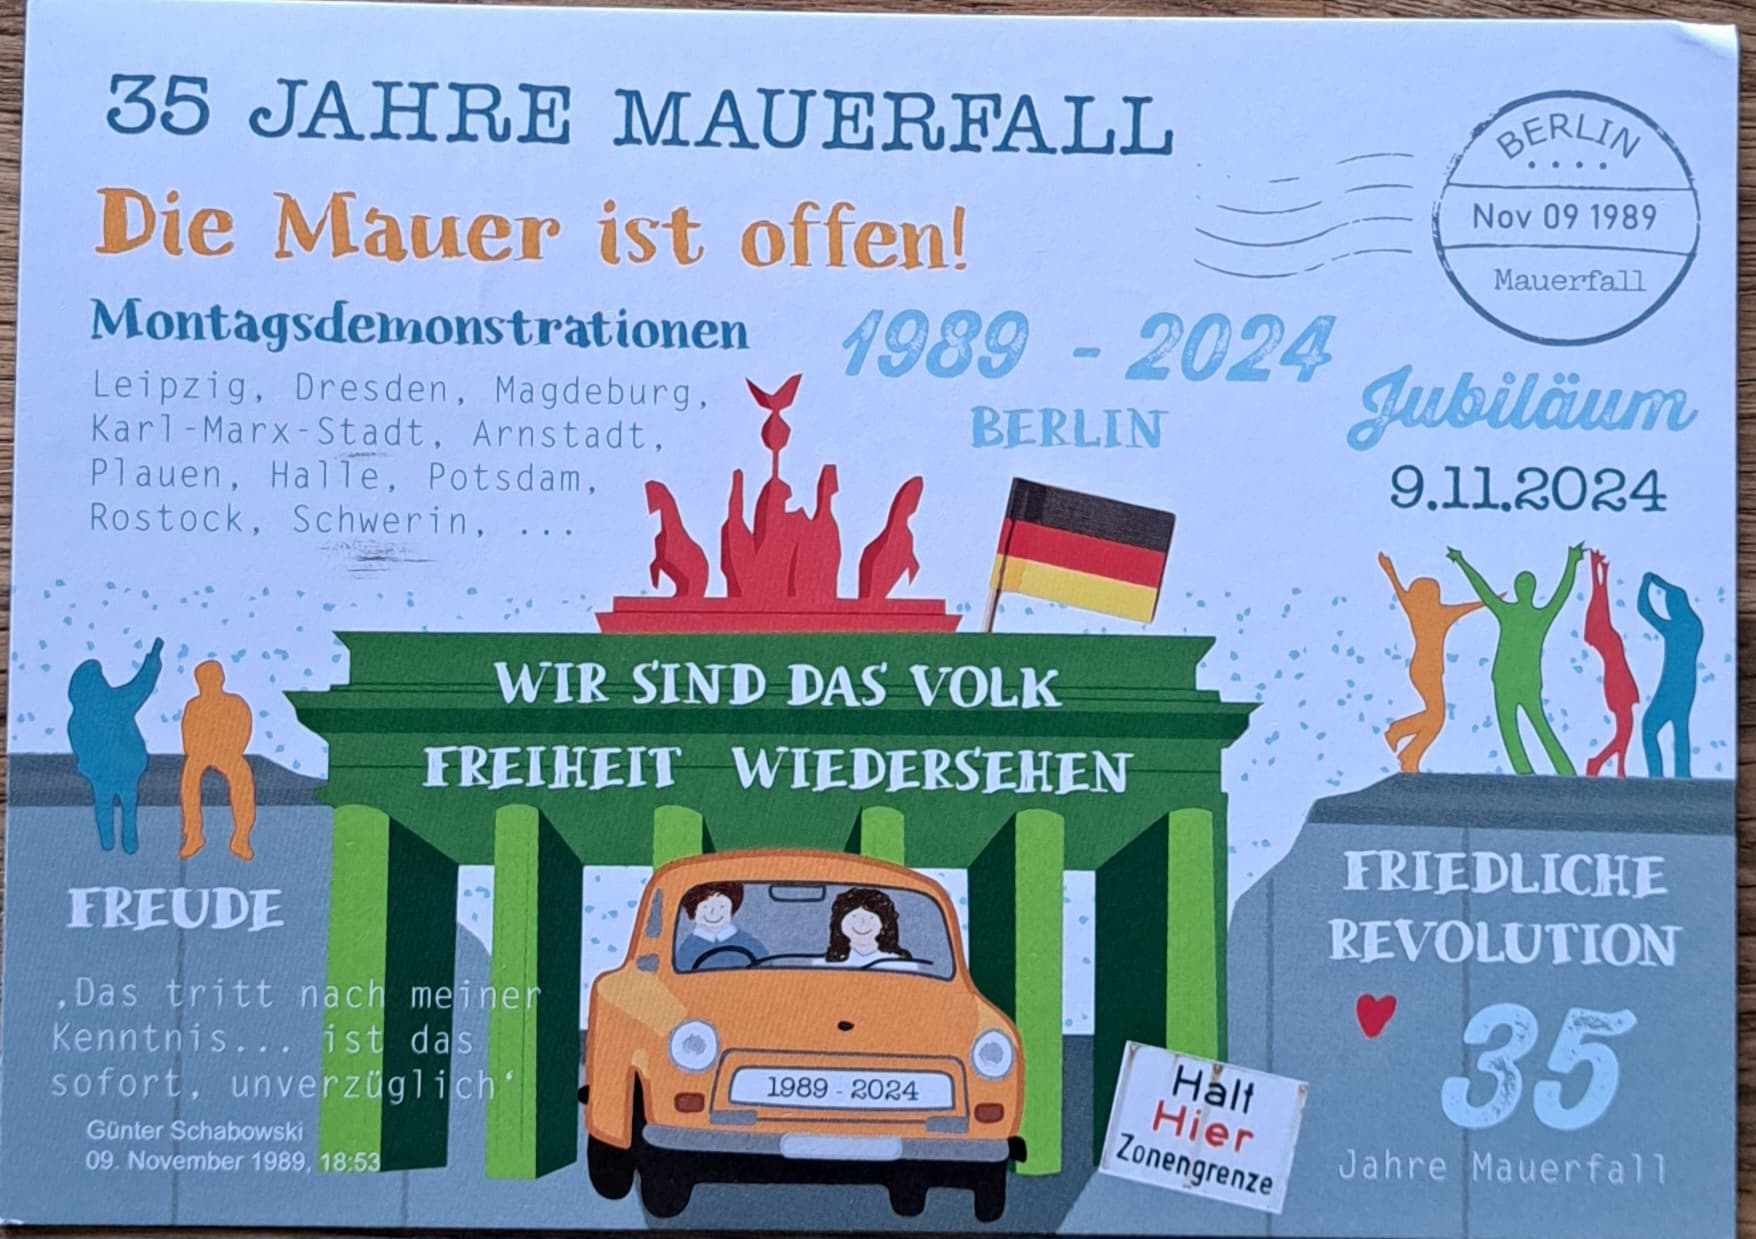 35 JAHRE MAUERFALL
Die Mauer ist offen!
BERLIN
Nov 09 1989
Mauerfall
Montagsdemonstrationen
Leipzig, Dresden, Magdeburg,
Karl-Marx-Stadt, Arnstadt,
Plauen, Halle, Potsdam,
Rostock, Schwerin, ...
1989 - 2024
BERLIN
Jubiläum
9.11.2024
WIR SIND DAS VOLK
FREIHEIT WIEDERSEHEN
FREUDE
‚Das tritt nach meiner
Kenntnis... ist das
sofort, unverzüglich‘
Günter Schabowski
09. November 1989, 18:53
1989 - 2024
Halt
Hier
Zonengrenze
FRIEDLICHE
REVOLUTION
35
Jahre Mauerfall